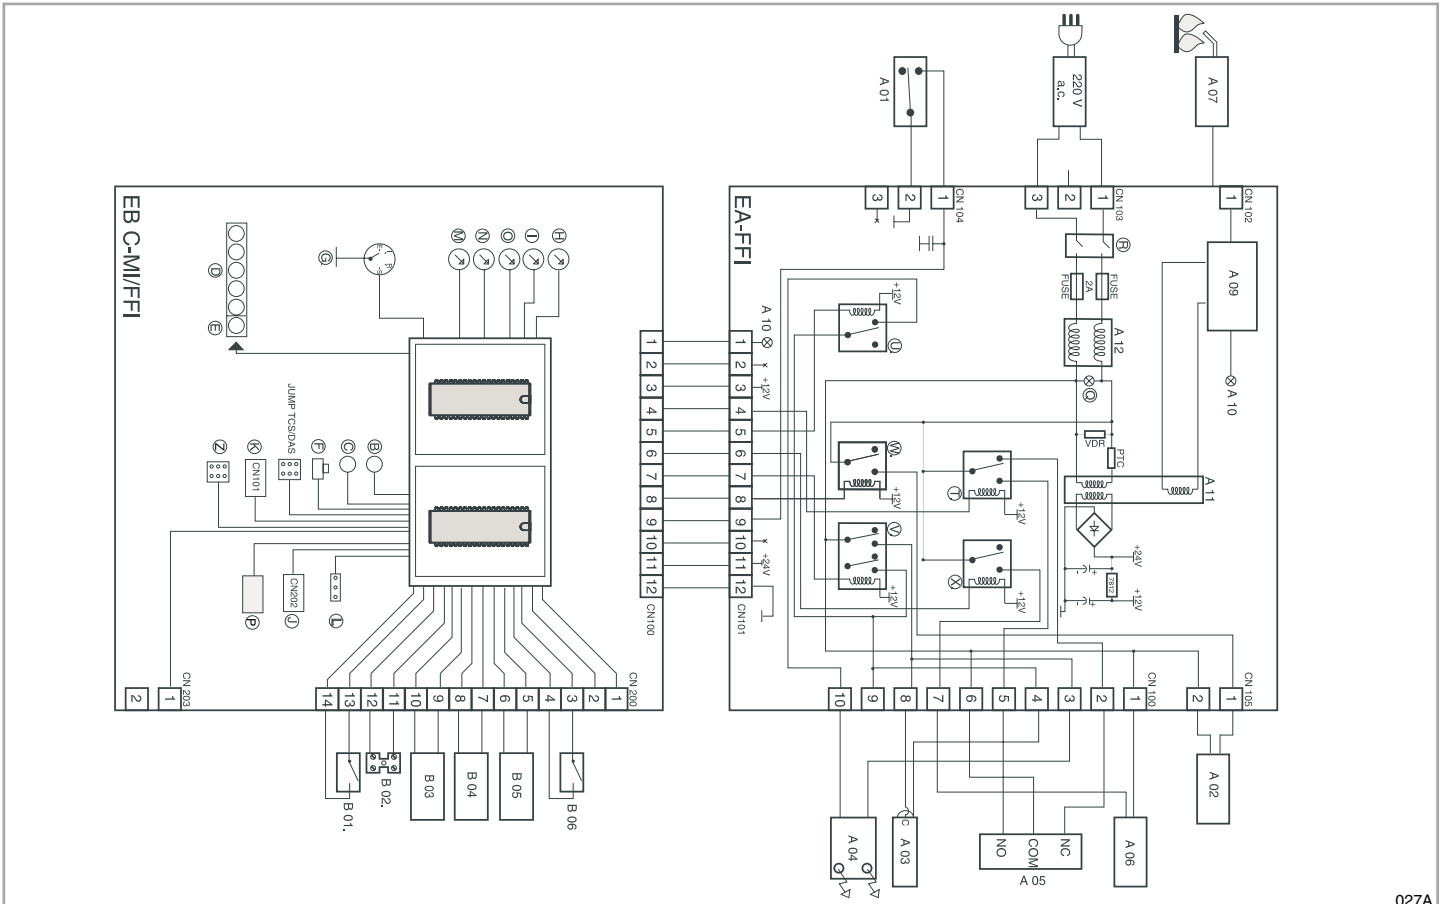 A 01
220 V
a.c.
A 07
EB C-MI/FFI
EA-FFI
3
2
1
CN 104
3
2
1
CN 103
1
CN 102
D
E
G
M
N
O
I
H
R
FUSE
2A
FUSE
A 09
A 12
A 10
Q
VDR
PTC
A 11
+24V
7812
+12V
- +
- +
A 10
+12V
+24V
1
2
3
4
5
6
7
8
9
10
11
12
CN100
1
2
3
4
5
6
7
8
9
10
11
12
CN101
+12V
U
W
+12V
T
+12V
V
+12V
X
+12V
JUMP TCS/DAS
Z
K
CN101
F
C
B
P
J
CN202
L
2
1
CN 203
14
13
12
11
10
9
8
7
6
5
4
3
2
1
CN 200
B 01.
B 02.
B 03
B 04
B 05
B 06
10
9
8
7
6
5
4
3
2
1
CN 100
2
1
CN 105
A 04
C
A 03
NO
COM
NC
A 05
A 06
A 02
027A